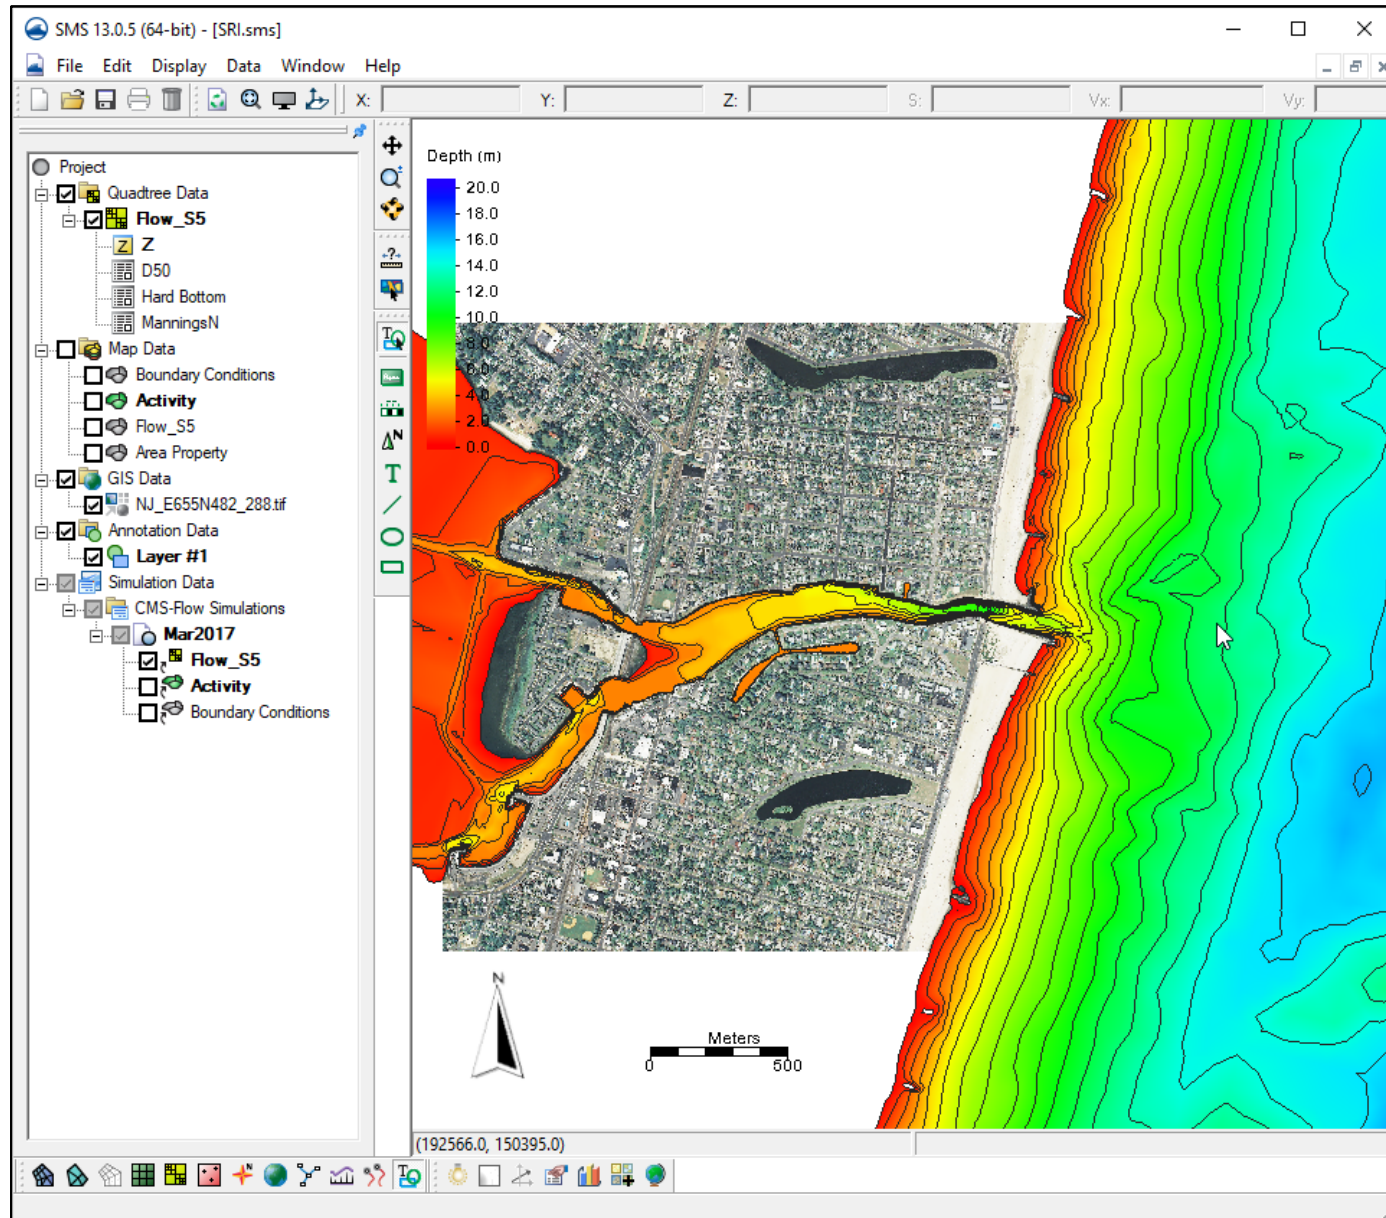 SMS 13.0.5 (64-bit) - [SRI.sms]
File Edit Display Data Window Help
X: Y: Z: S: Vx: Vy:
Project
Quadtree Data
Flow_S5
Z
D50
Hard Bottom
ManningsN
Map Data
Boundary Conditions
Activity
Flow_S5
Area Property
GIS Data
NJ_E655N482_288.tif
Annotation Data
Layer #1
Simulation Data
CMS-Flow Simulations
Mar2017
Flow_S5
Activity
Boundary Conditions
Depth (m)
20.0
18.0
16.0
14.0
12.0
10.0
8.0
6.0
4.0
2.0
0.0
N
Meters
0 500
(192566.0, 150395.0)